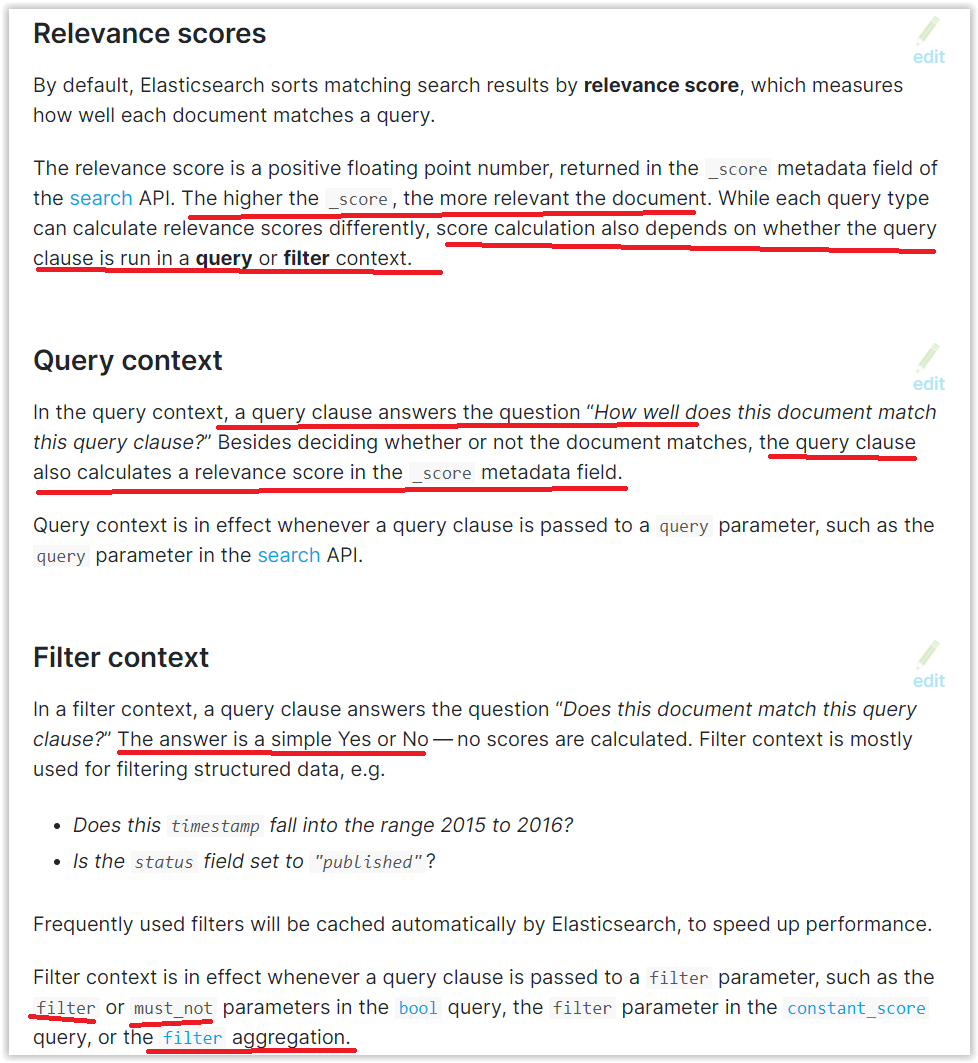 Relevance scores
edit
By default, Elasticsearch sorts matching search results by relevance score, which measures
how well each document matches a query.
The relevance score is a positive floating point number, returned in the _score metadata field of
the search API. The higher the _score, the more relevant the document. While each query type
can calculate relevance scores differently, score calculation also depends on whether the query
clause is run in a query or filter context.
Query context
edit
In the query context, a query clause answers the question “How well does this document match
this query clause?” Besides deciding whether or not the document matches, the query clause
also calculates a relevance score in the _score metadata field.
Query context is in effect whenever a query clause is passed to a query parameter, such as the
query parameter in the search API.
Filter context
edit
In a filter context, a query clause answers the question “Does this document match this query
clause?” The answer is a simple Yes or No — no scores are calculated. Filter context is mostly
used for filtering structured data, e.g.
• Does this timestamp fall into the range 2015 to 2016?
• Is the status field set to "published"?
Frequently used filters will be cached automatically by Elasticsearch, to speed up performance.
Filter context is in effect whenever a query clause is passed to a filter parameter, such as the
filter or must_not parameters in the bool query, the filter parameter in the constant_score
query, or the filter aggregation.